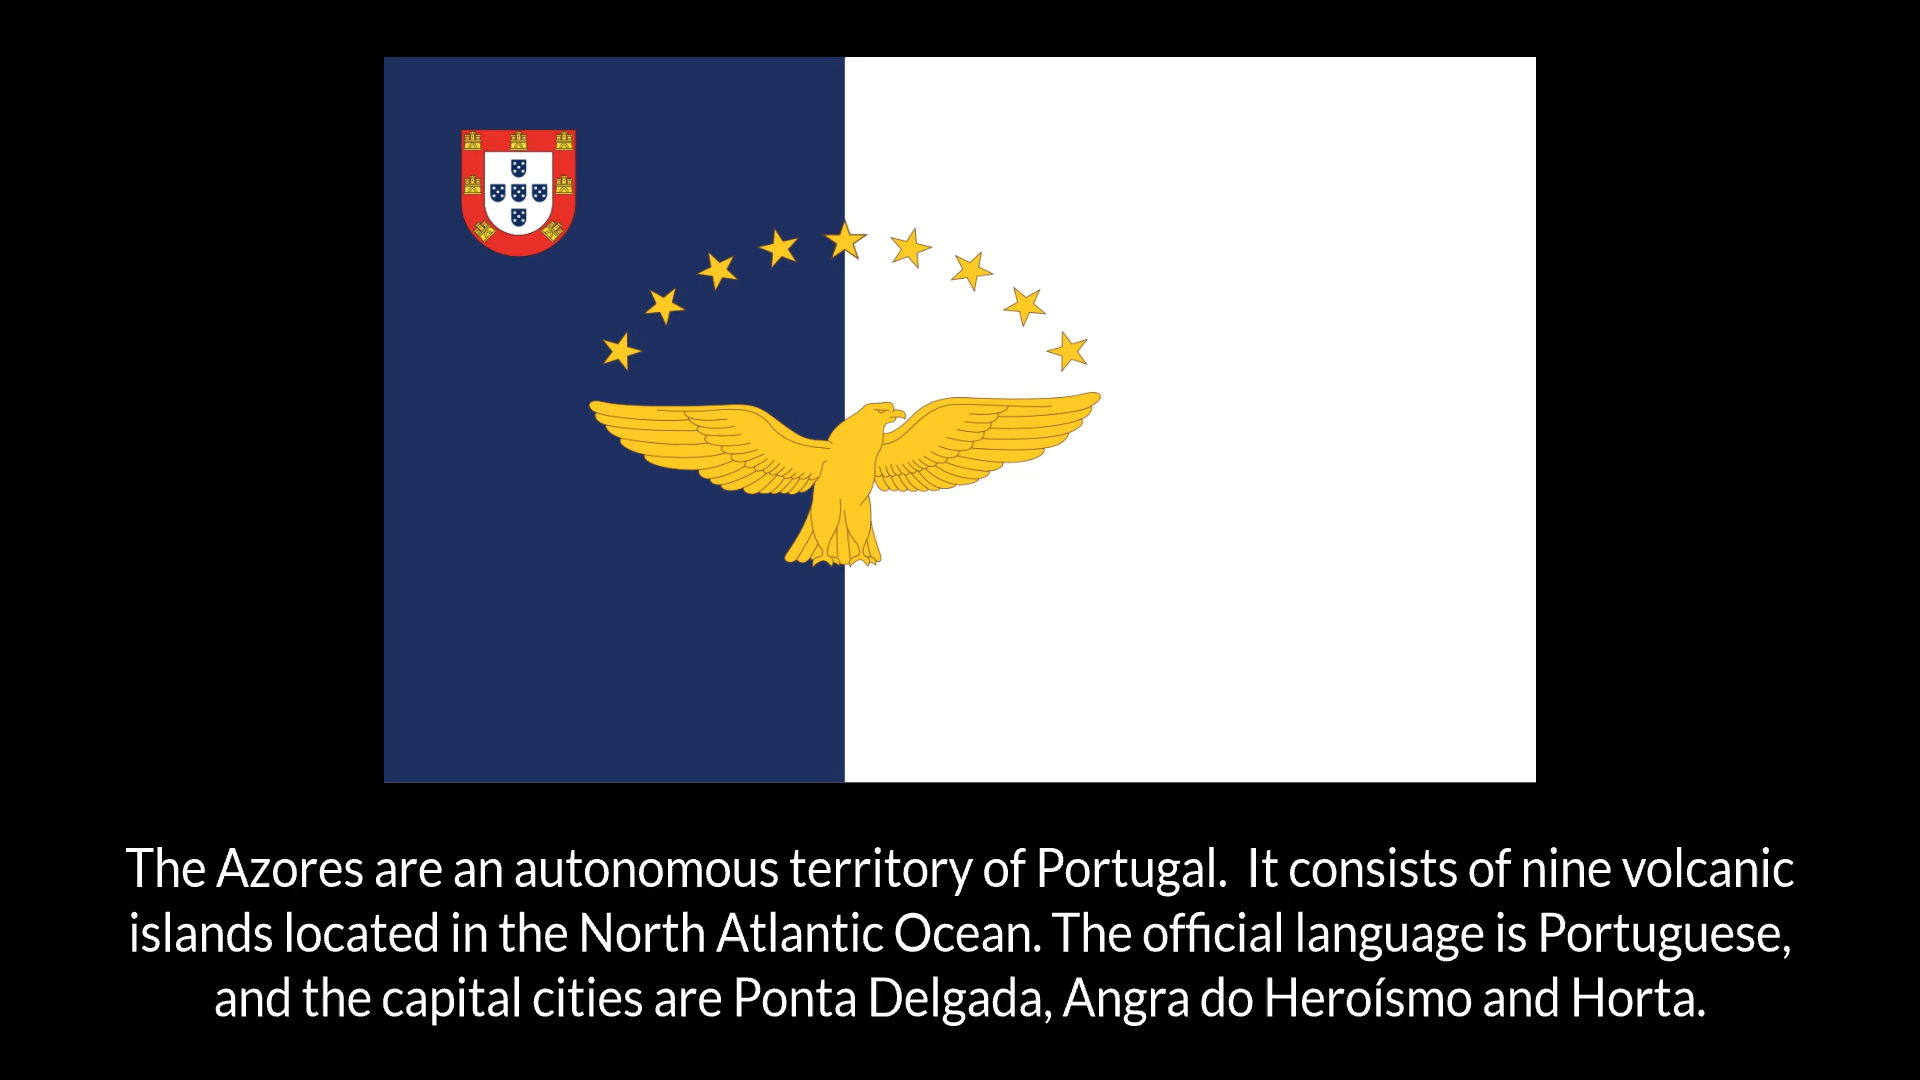 The Azores are an autonomous territory of Portugal.  It consists of nine volcanic
islands located in the North Atlantic Ocean. The official language is Portuguese,
and the capital cities are Ponta Delgada, Angra do Heroísmo and Horta.